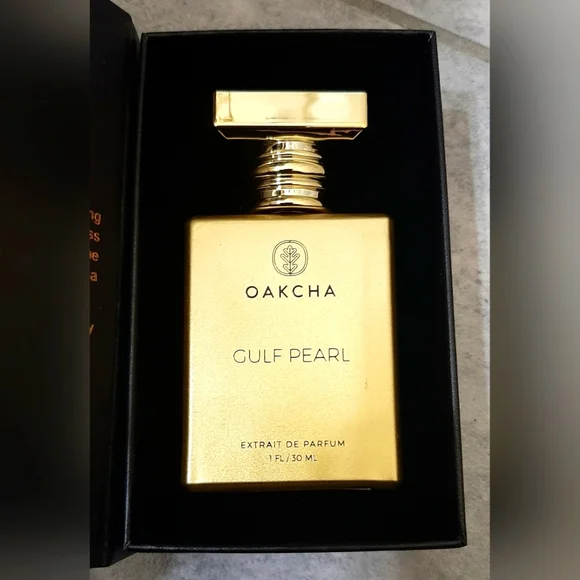 OAKCHA
GULF PEARL
EXTRAIT DE PARFUM
1 FL / 30 ML